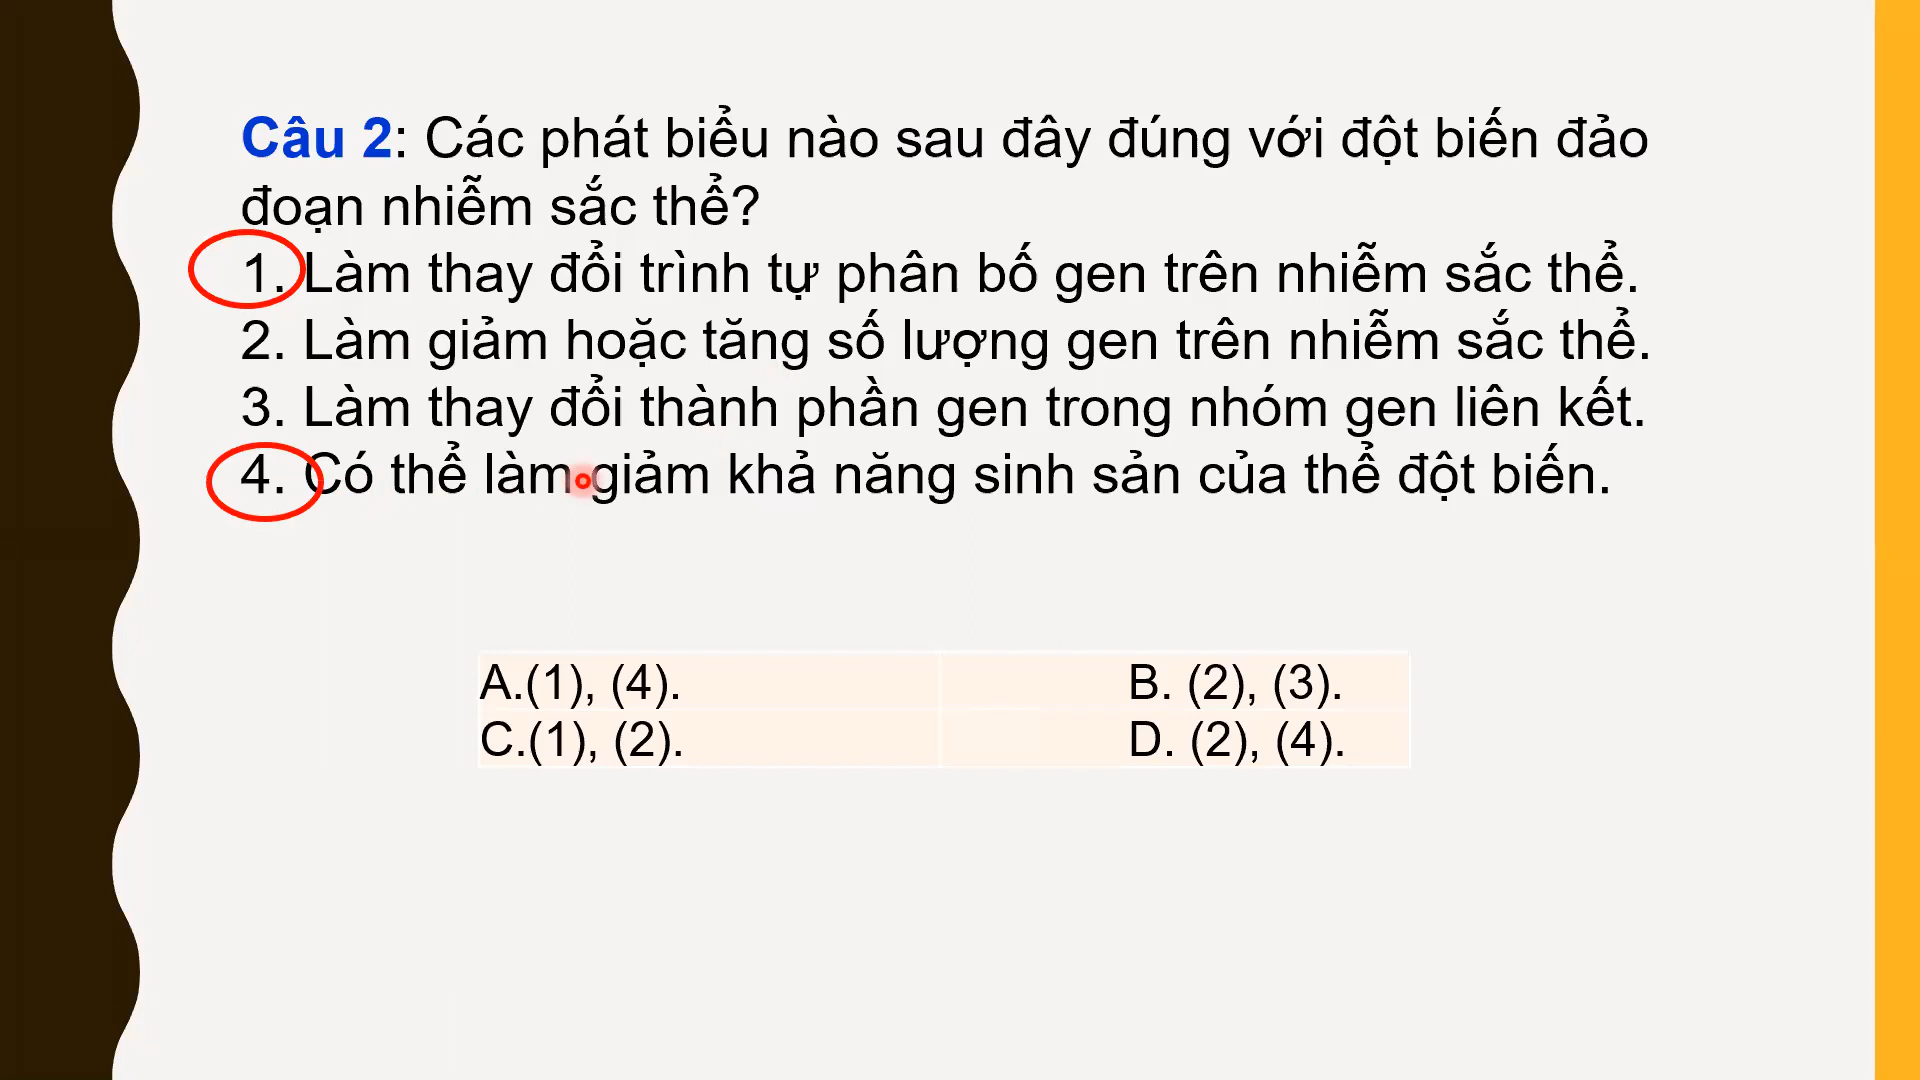 Câu 2: Các phát biểu nào sau đây đúng với đột biến đảo
đoạn nhiễm sắc thể?
1. Làm thay đổi trình tự phân bố gen trên nhiễm sắc thể.
2. Làm giảm hoặc tăng số lượng gen trên nhiễm sắc thể.
3. Làm thay đổi thành phần gen trong nhóm gen liên kết.
4. Có thể làm giảm khả năng sinh sản của thể đột biến.
A.(1), (4). B. (2), (3).
C.(1), (2). D. (2), (4).